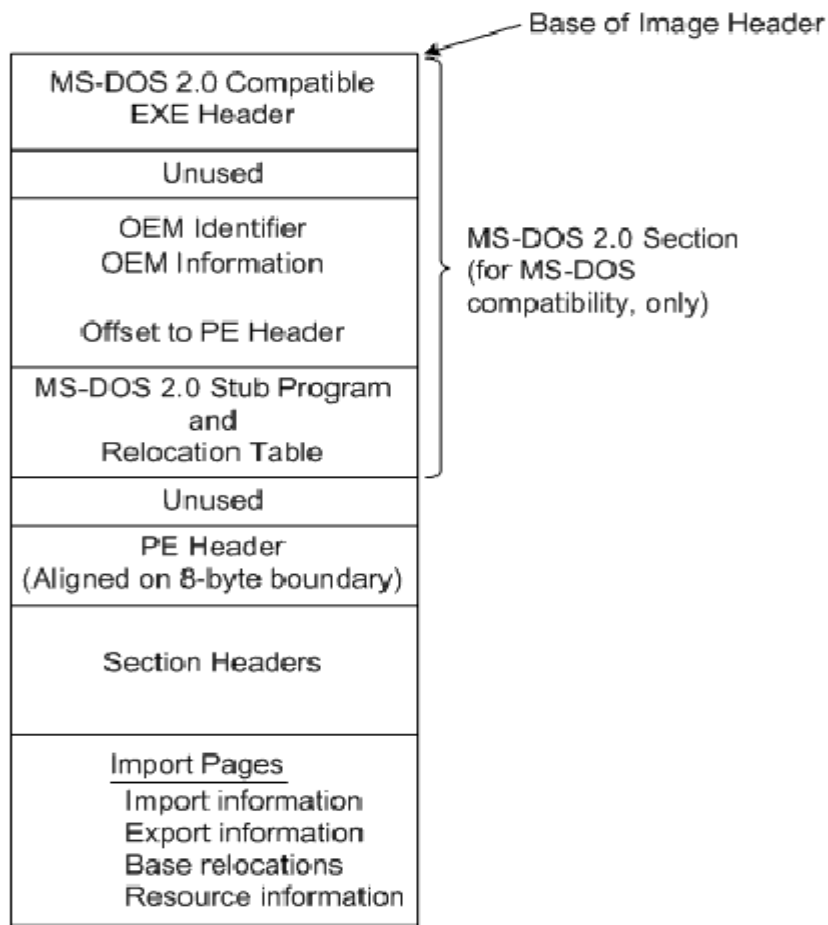 Base of Image Header
MS-DOS 2.0 Compatible
EXE Header
Unused
OEM Identifier
OEM Information
Offset to PE Header
MS-DOS 2.0 Section
(for MS-DOS
compatibility, only)
MS-DOS 2.0 Stub Program
and
Relocation Table
Unused
PE Header
(Aligned on 8-byte boundary)
Section Headers
Import Pages
Import information
Export information
Base relocations
Resource information